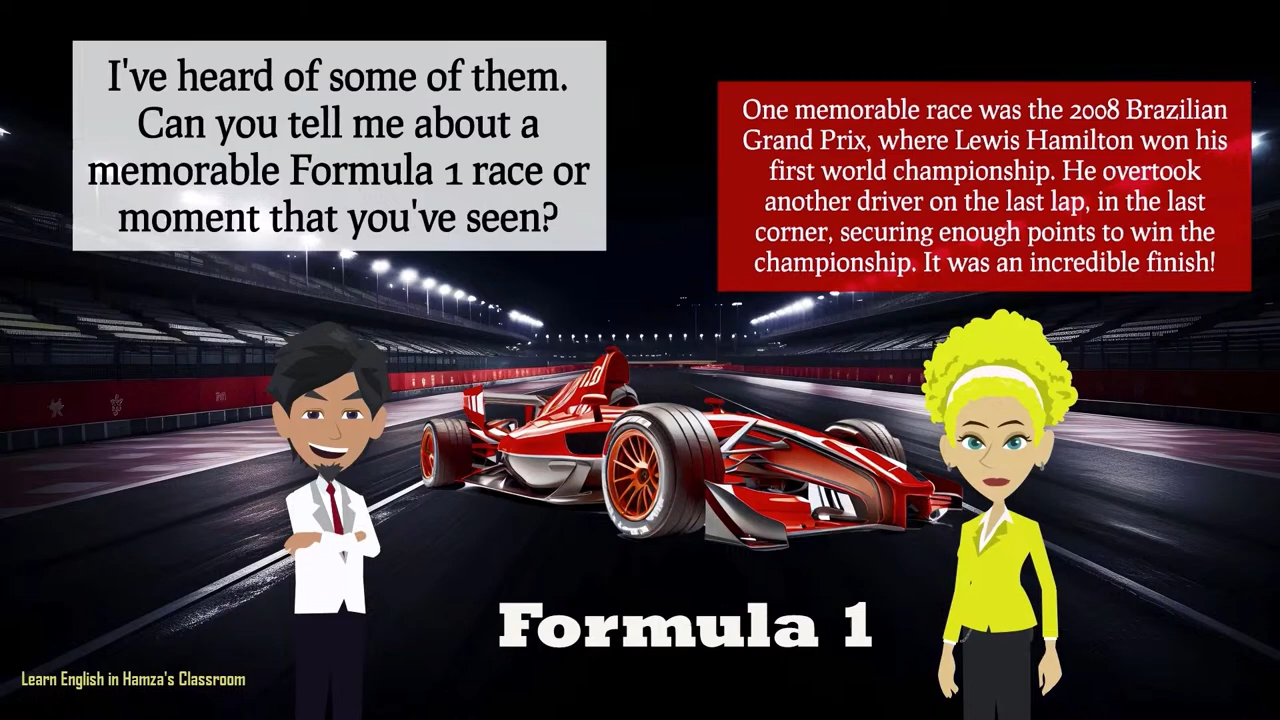 I've heard of some of them.
Can you tell me about a
memorable Formula 1 race or
moment that you've seen?
One memorable race was the 2008 Brazilian
Grand Prix, where Lewis Hamilton won his
first world championship. He overtook
another driver on the last lap, in the last
corner, securing enough points to win the
championship. It was an incredible finish!
Formula 1
Learn English in Hamza's Classroom